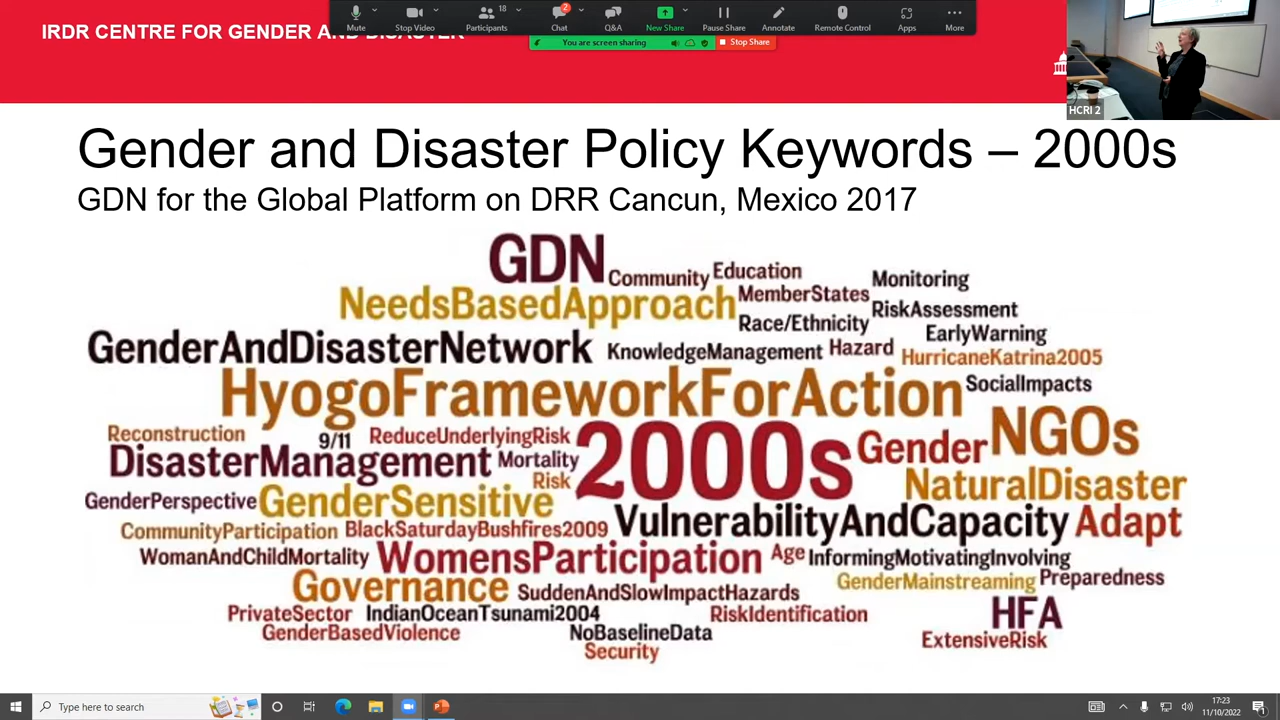 IRDR CENTRE FOR GENDER AND DISASTER
Mute
Stop Video
18
Participants
2
Chat
Q&A
New Share
Pause Share
Annotate
Remote Control
Apps
More
You are screen sharing
Stop Share
HCRI 2
Gender and Disaster Policy Keywords – 2000s
GDN for the Global Platform on DRR Cancun, Mexico 2017
GDN
Community
Education
Monitoring
NeedsBasedApproach
MemberStates
RiskAssessment
Race/Ethnicity
EarlyWarning
GenderAndDisasterNetwork
KnowledgeManagement
Hazard
HurricaneKatrina2005
HyogoFrameworkForAction
SocialImpacts
Reconstruction
9/11
ReduceUnderlyingRisk
2000s
Gender
NGOs
DisasterManagement
Mortality
Risk
NaturalDisaster
GenderPerspective
GenderSensitive
VulnerabilityAndCapacity
Adapt
CommunityParticipation
BlackSaturdayBushfires2009
WomanAndChildMortality
WomensParticipation
Age
InformingMotivatingInvolving
Governance
SuddenAndSlowImpactHazards
GenderMainstreaming
Preparedness
PrivateSector
IndianOceanTsunami2004
RiskIdentification
HFA
GenderBasedViolence
NoBaselineData
ExtensiveRisk
Security
Type here to search
17:23
11/10/2022
1